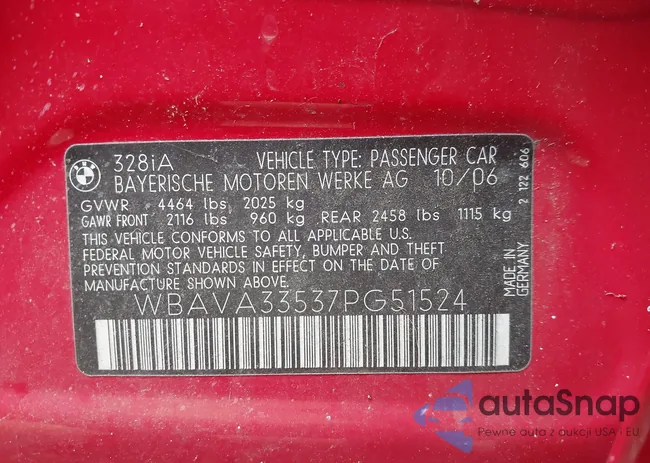 BMW
328iA VEHICLE TYPE: PASSENGER CAR
BAYERISCHE MOTOREN WERKE AG 10/06
GVWR 4464 lbs 2025 kg
GAWR FRONT 2116 lbs 960 kg REAR 2458 lbs 1115 kg
THIS VEHICLE CONFORMS TO ALL APPLICABLE U.S.
FEDERAL MOTOR VEHICLE SAFETY, BUMPER AND THEFT
PREVENTION STANDARDS IN EFFECT ON THE DATE OF
MANUFACTURE SHOWN ABOVE.
WBAVA33537PG51524
2 122 606
MADE IN
GERMANY
autaSnap
Pewne auta z aukcji USA - EU